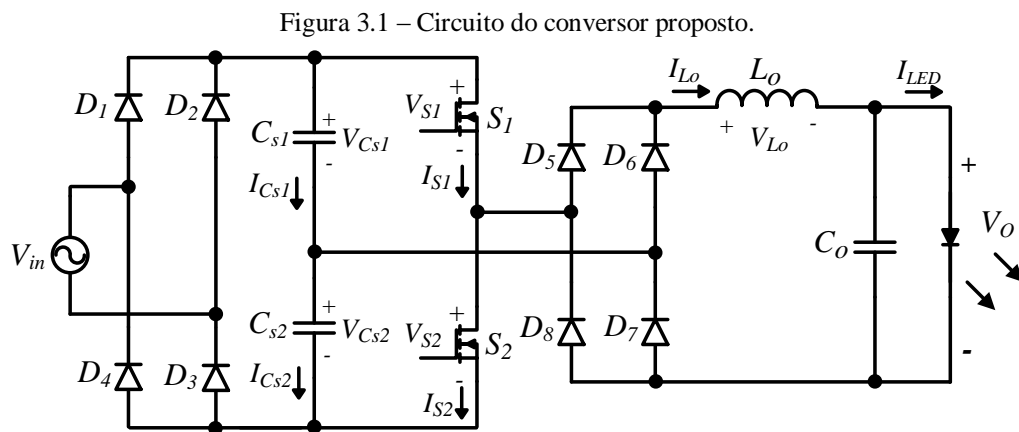 Figura 3.1 – Circuito do conversor proposto.
D1
D2
Cs1
+
VCs1
-
ICs1
VS1
+
-
S1
IS1
D5
D6
ILo
Lo
+
VLo
-
ILED
Vin
D4
D3
Cs2
+
VCs2
-
ICs2
VS2
+
-
S2
IS2
D8
D7
CO
+
VO
-